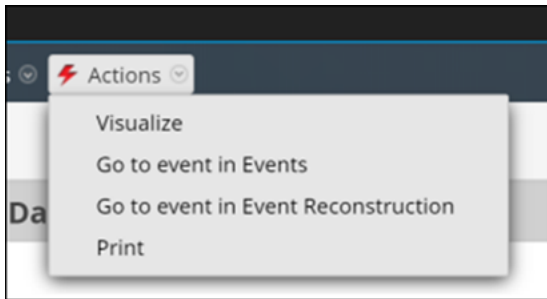 Actions
Visualize
Go to event in Events
Go to event in Event Reconstruction
Da
Print